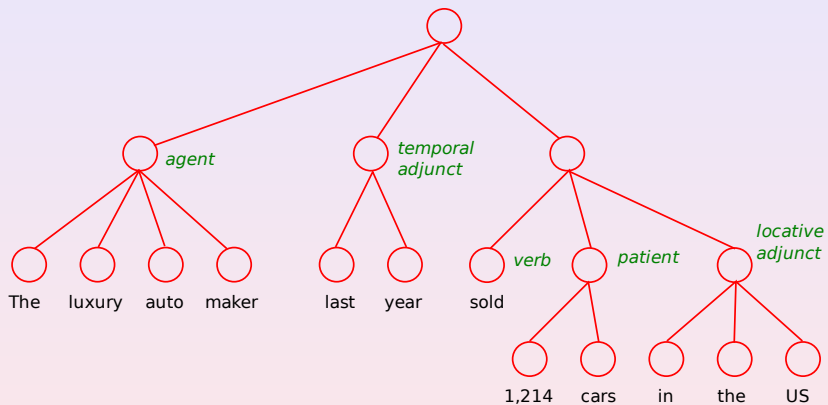 agent
temporal
adjunct
The luxury auto maker last year sold
verb
patient
locative
adjunct
1,214 cars in the US